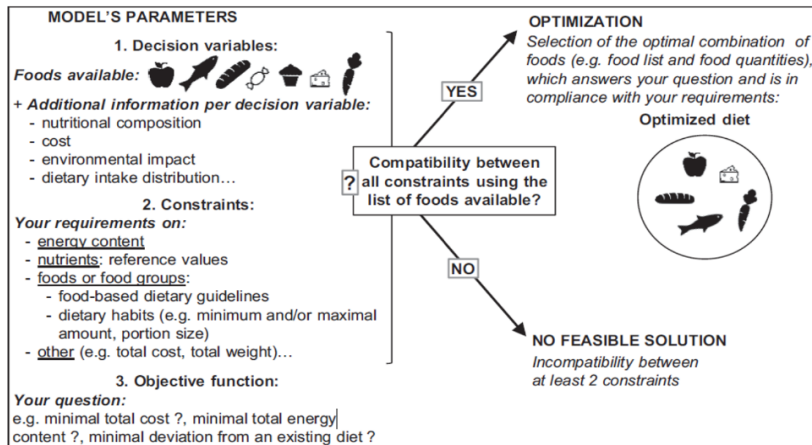 MODEL'S PARAMETERS
1. Decision variables:
Foods available:
+ Additional information per decision variable:
- nutritional composition
- cost
- environmental impact
- dietary intake distribution…
2. Constraints:
Your requirements on:
- energy content
- nutrients: reference values
- foods or food groups:
- food-based dietary guidelines
- dietary habits (e.g. minimum and/or maximal
amount, portion size)
- other (e.g. total cost, total weight)…
3. Objective function:
Your question:
e.g. minimal total cost ?, minimal total energy
content ?, minimal deviation from an existing diet ?
?
Compatibility between
all constraints using the
list of foods available?
YES
OPTIMIZATION
Selection of the optimal combination of
foods (e.g. food list and food quantities),
which answers your question and is in
compliance with your requirements:
Optimized diet
NO
NO FEASIBLE SOLUTION
Incompatibility between
at least 2 constraints